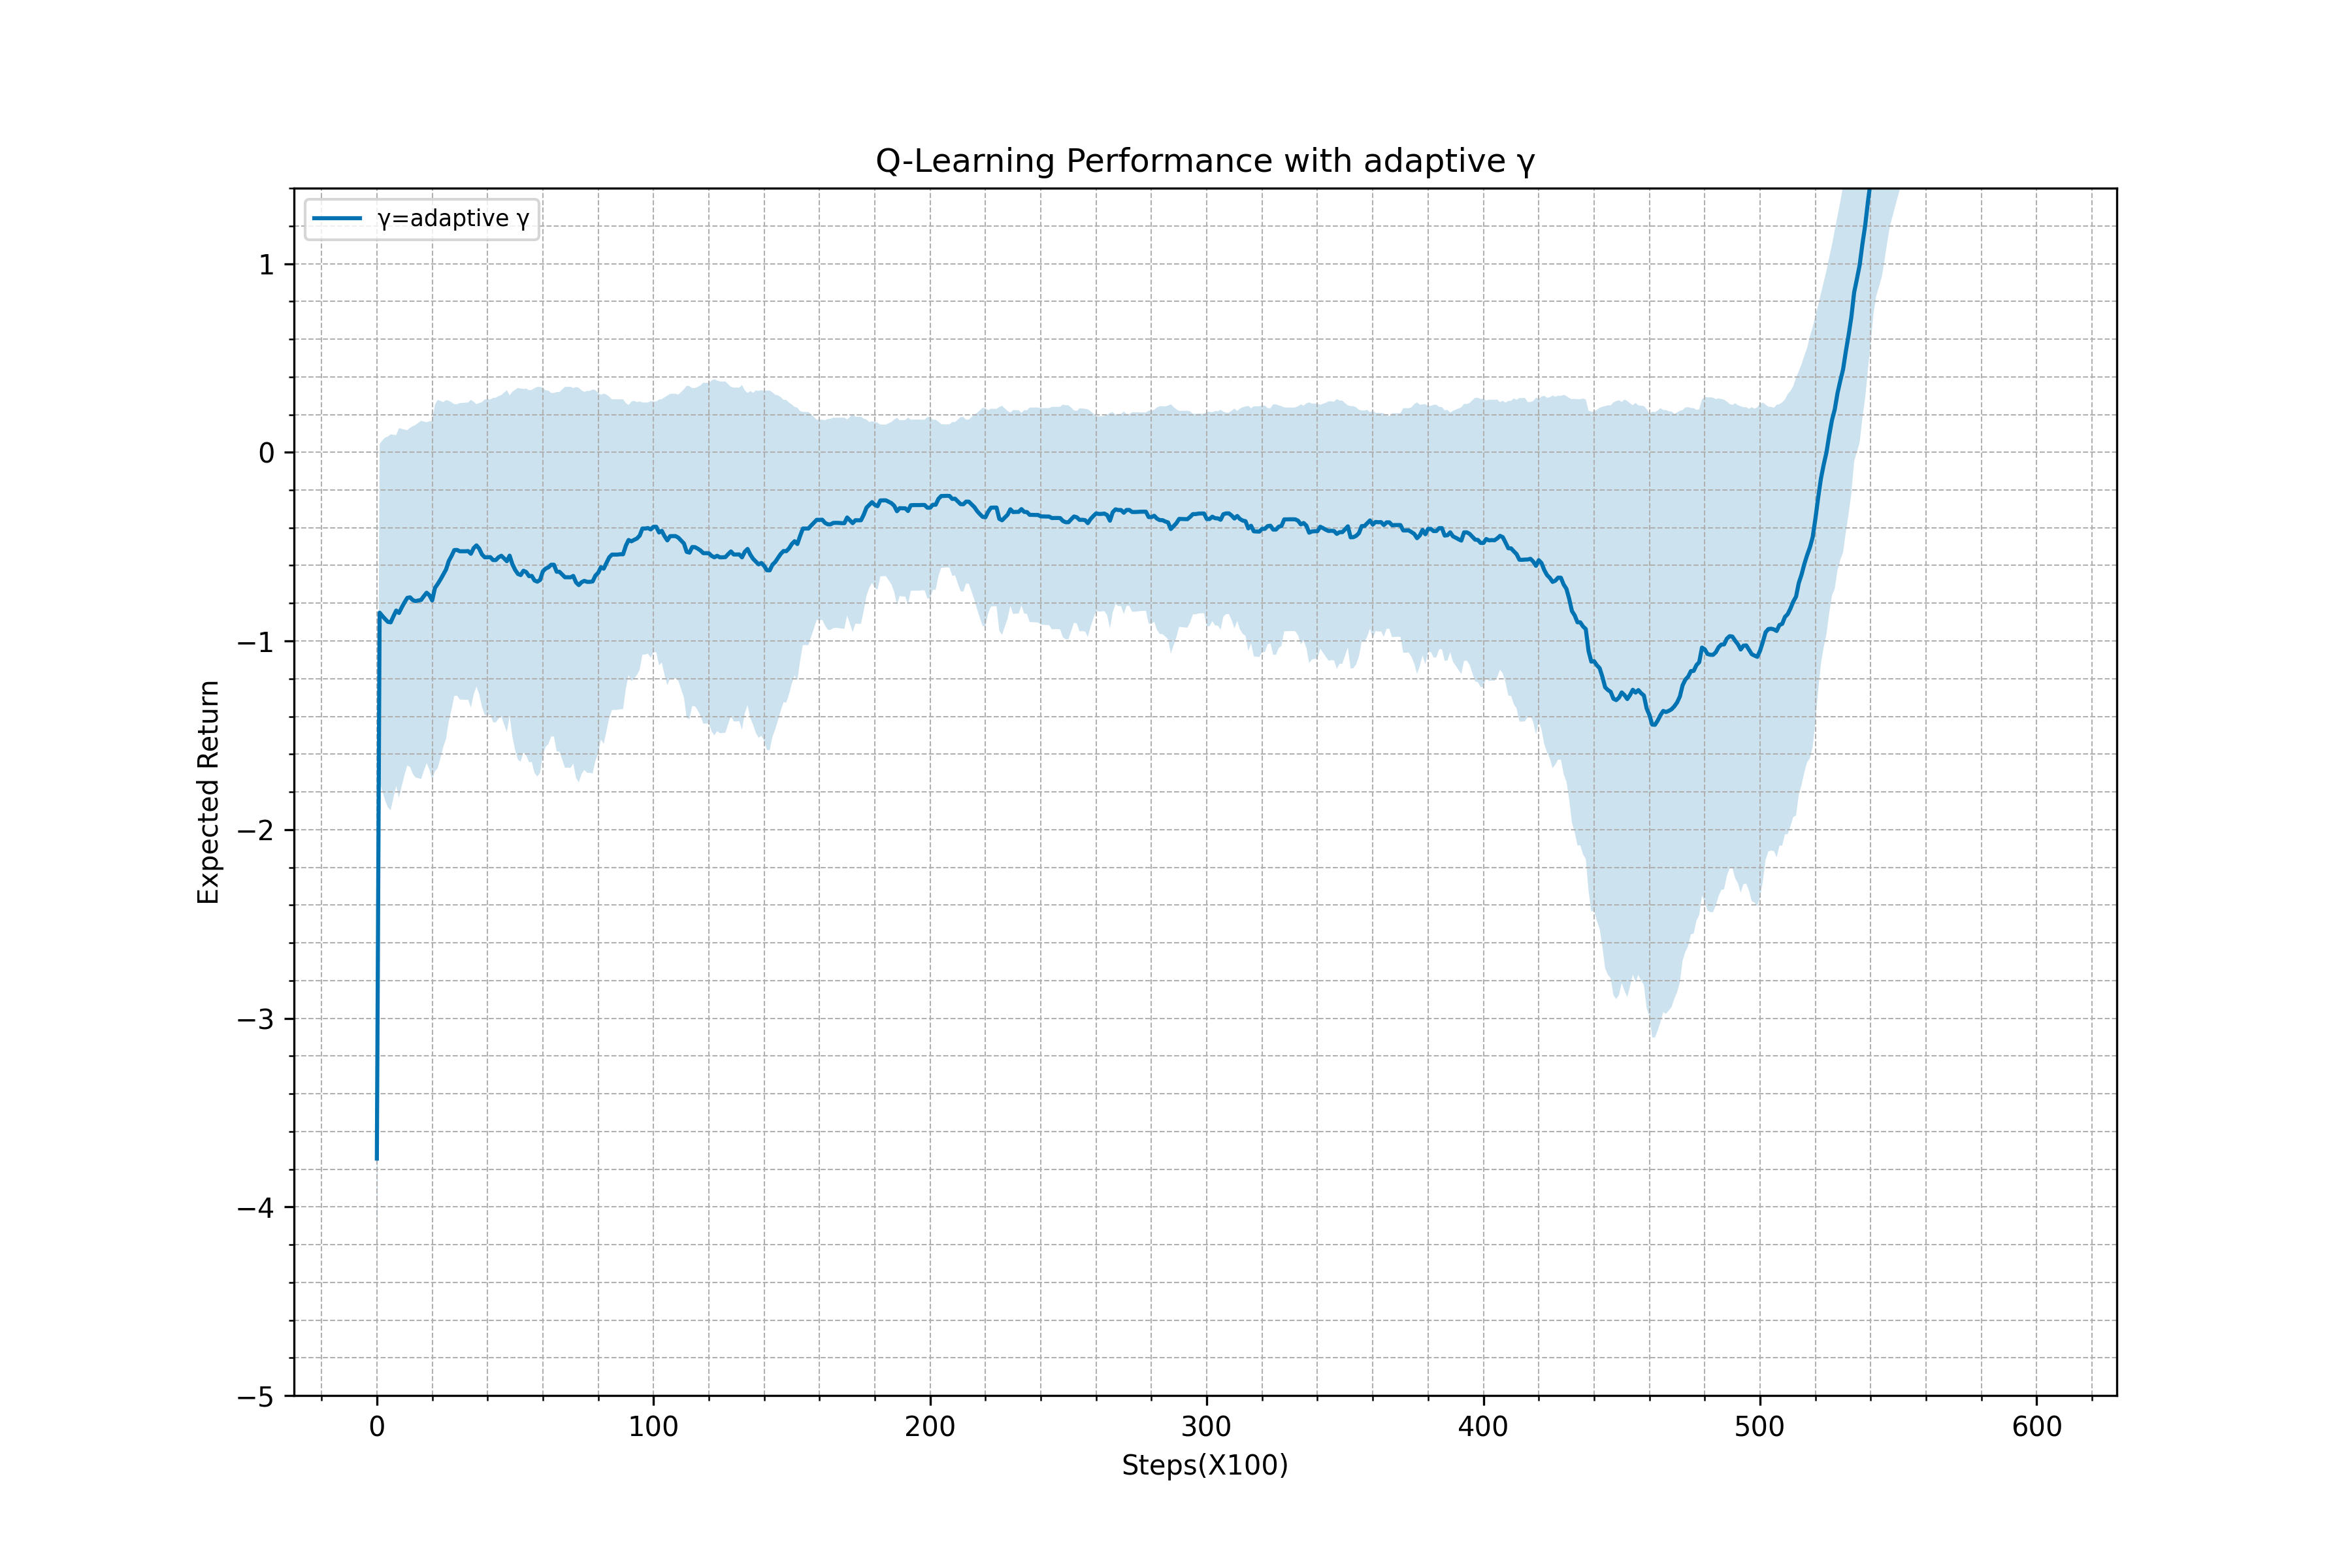 Q-Learning Performance with adaptive γ
γ=adaptive γ
Expected Return
1
0
−1
−2
−3
−4
−5
0 100 200 300 400 500 600
Steps(X100)